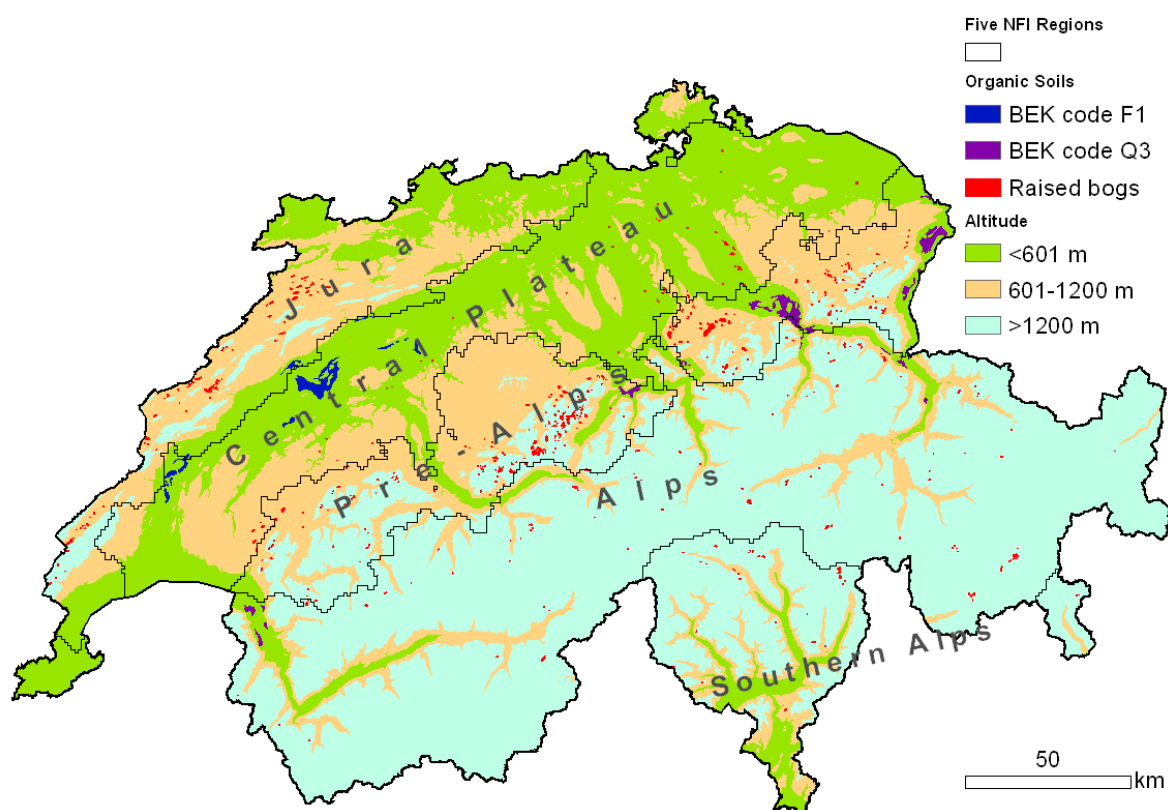 Five NFI Regions
Organic Soils
BEK code F1
BEK code Q3
Raised bogs
Altitude
<601 m
601-1200 m
>1200 m
Jura
Central Plateau
Pre-Alps
Alps
Southern Alps
50
km